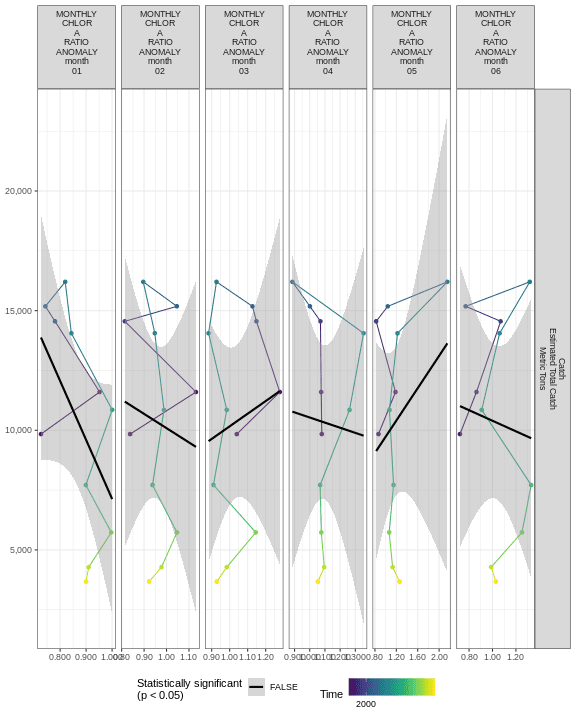 MONTHLY
CHLOR
A
RATIO
ANOMALY
month
01
MONTHLY
CHLOR
A
RATIO
ANOMALY
month
02
MONTHLY
CHLOR
A
RATIO
ANOMALY
month
03
MONTHLY
CHLOR
A
RATIO
ANOMALY
month
04
MONTHLY
CHLOR
A
RATIO
ANOMALY
month
05
MONTHLY
CHLOR
A
RATIO
ANOMALY
month
06
20,000
15,000
10,000
5,000
Catch
Estimated Total Catch
Metric Tons
0.800 0.900
0.90 1.00 1.10
0.90 1.00 1.10 1.20
1.20 1.60 2.00
0.80 1.00 1.20
Statistically significant
(p < 0.05)
FALSE
Time
2000